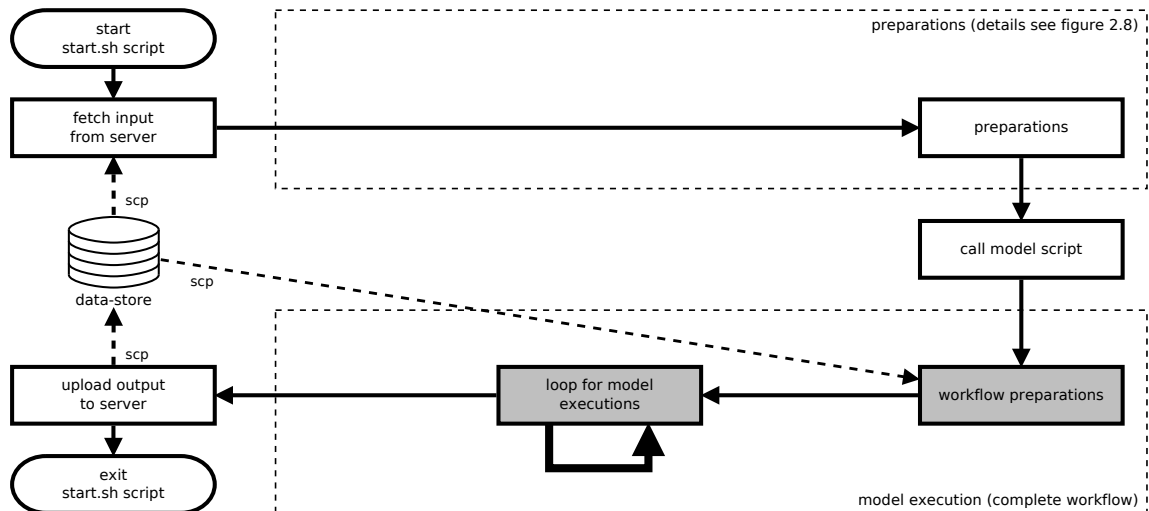 start
start.sh script
preparations (details see figure 2.8)
fetch input
from server
preparations
scp
call model script
data-store
scp
scp
upload output
to server
loop for model
executions
workflow preparations
exit
start.sh script
model execution (complete workflow)